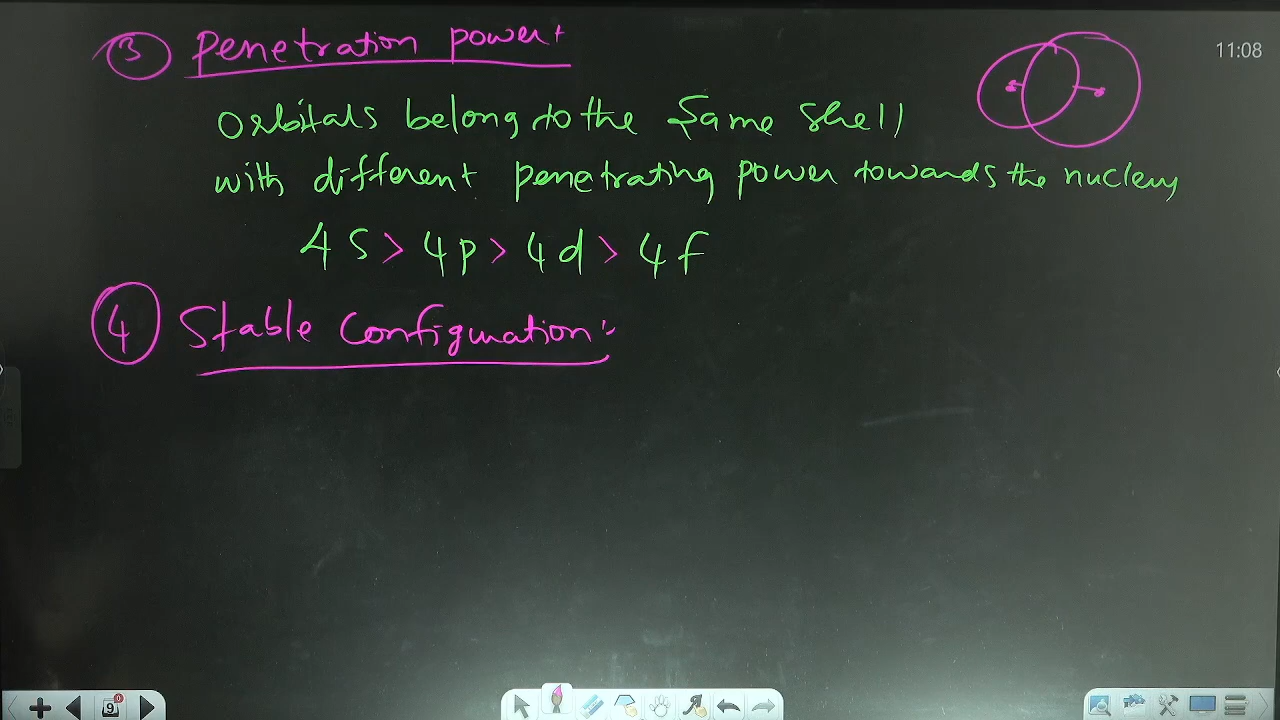 ③ Penetration power
11:08
Orbitals belong to the same shell
with different penetrating power towards the nucleus
4s > 4p > 4d > 4f
④ Stable Configuration:
9